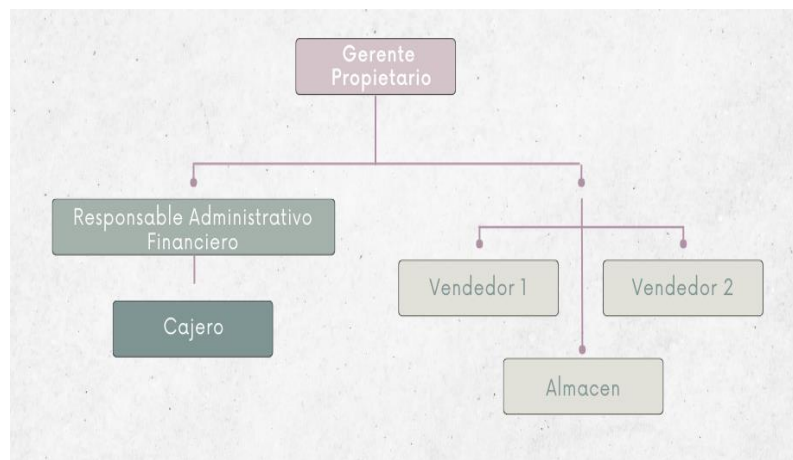 Gerente
Propietario
Responsable Administrativo
Financiero
Cajero
Vendedor 1
Vendedor 2
Almacen